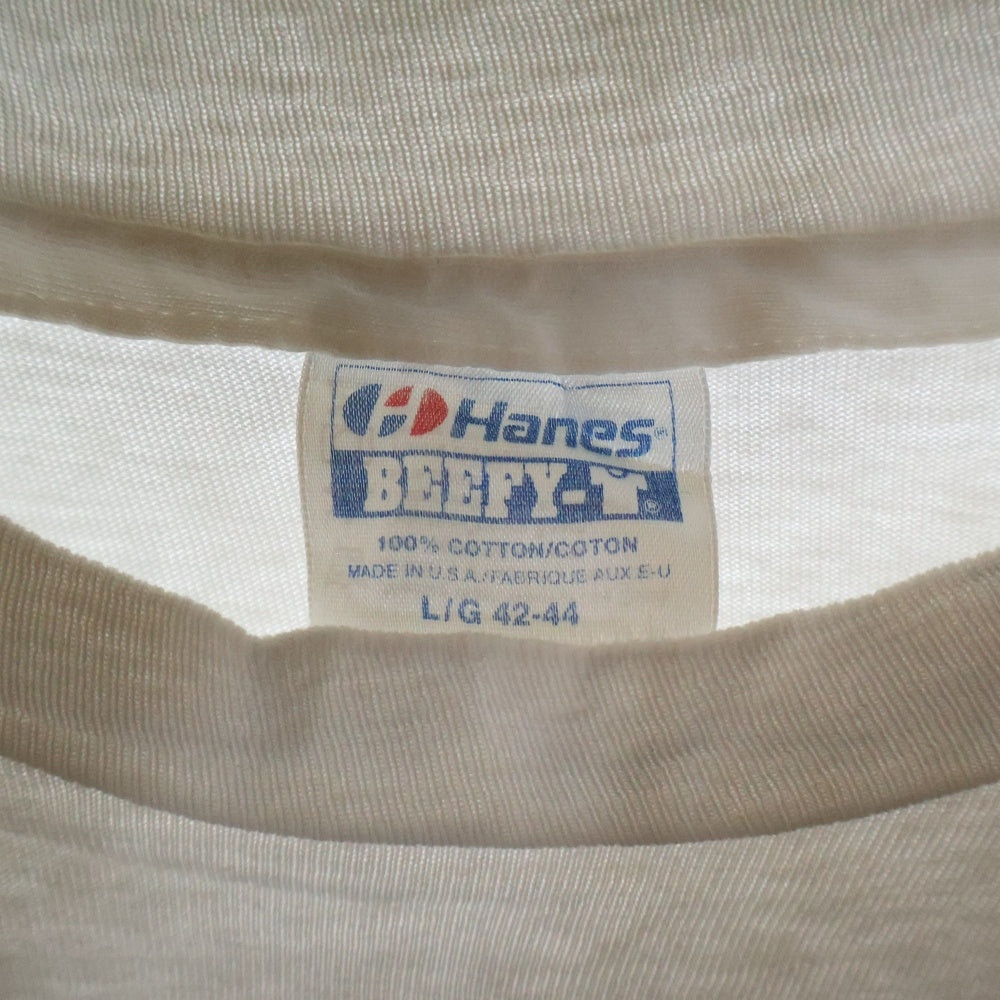 Hanes®
BEEFY-T®
100% COTTON/COTON
MADE IN U.S.A./FABRIQUE AUX E-U
L/G 42-44